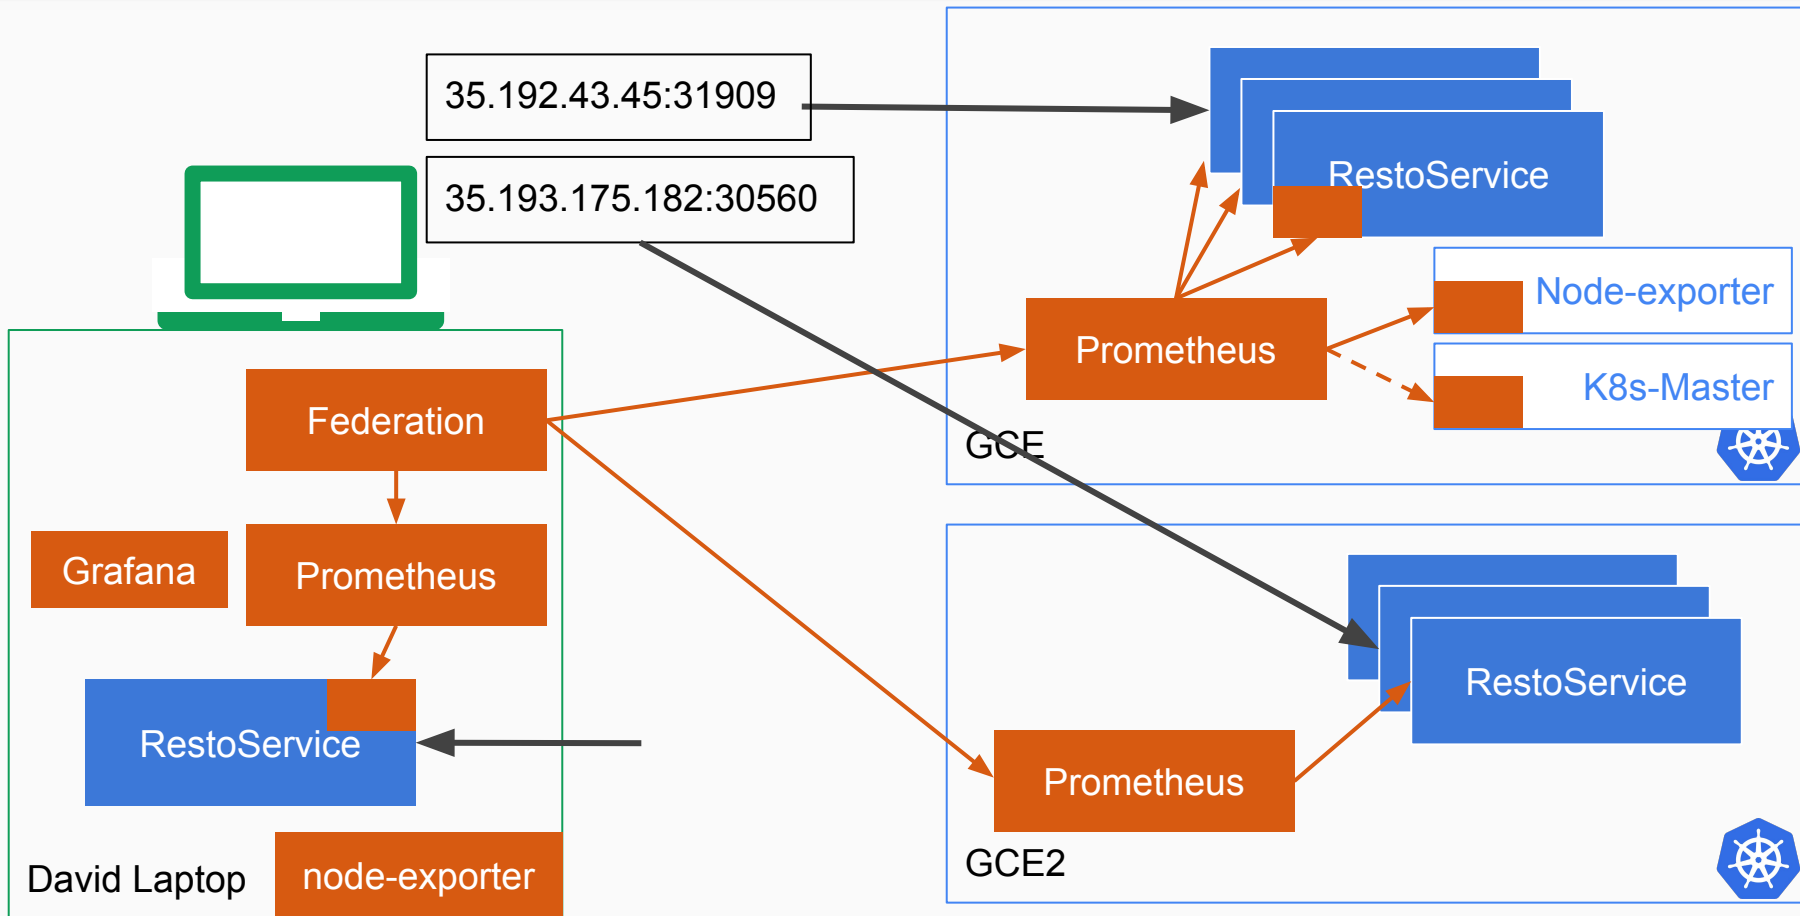 35.192.43.45:31909
35.193.175.182:30560
RestoService
Node-exporter
Prometheus
K8s-Master
GCE
Federation
Grafana
Prometheus
RestoService
David Laptop
node-exporter
RestoService
Prometheus
GCE2